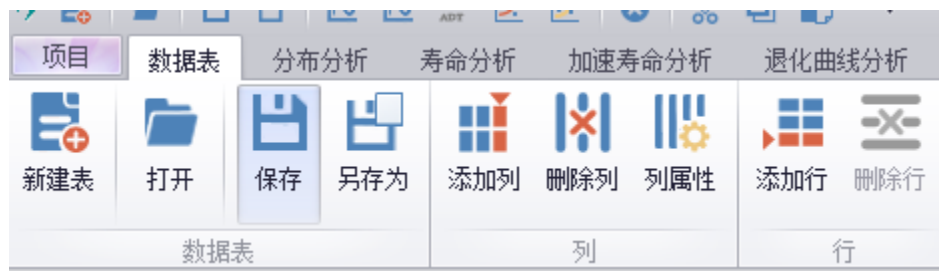 ADT
项目 数据表 分布分析 寿命分析 加速寿命分析 退化曲线分析
新建表 打开 保存 另存为 添加列 删除列 列属性 添加行 删除行
数据表 列 行